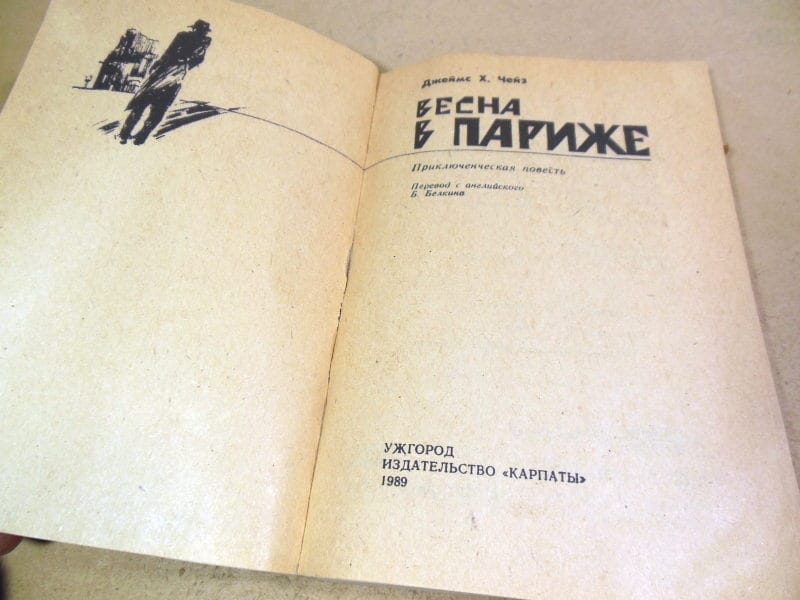 Джеймс Х. Чейз
ВЕСНА
В ПАРИЖЕ
Приключенческая повесть
Перевод с английского
Б. Белкина
УЖГОРОД
ИЗДАТЕЛЬСТВО «КАРПАТЫ»
1989